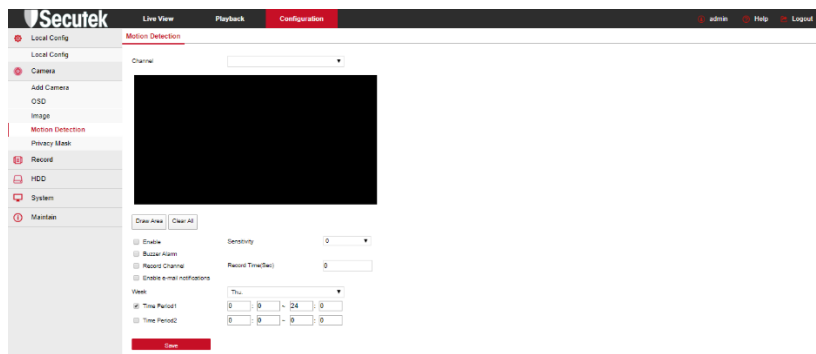 Secutek Live View Playback Configuration admin Help Logout
Local Config
Local Config
Camera
Add Camera
OSD
Image
Motion Detection
Privacy Mask
Record
HDD
System
Maintain
Motion Detection
Channel
Draw Area Clear All
Enable Sensitivity 0
Buzzer Alarm
Record Channel Record Time(Sec) 0
Enable e-mail notifications
Week Thu.
Time Period1 0 : 0 - 24 : 0
Time Period2 0 : 0 - 0 : 0
Save